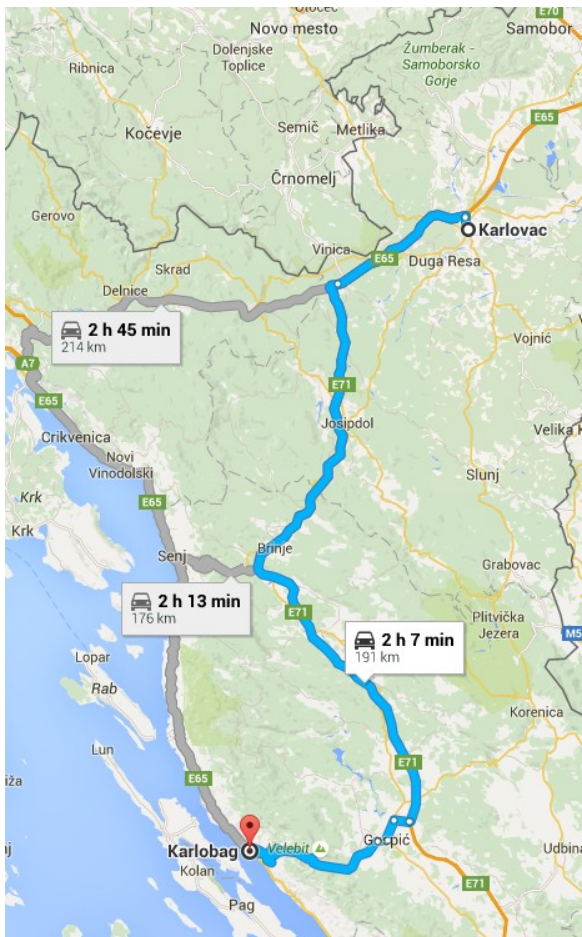 E70
Novo mesto
Samobor
Dolenjske
Toplice
Žumberak -
Samoborsko
Gorje
Ribnica
Kočevje
Semič
Metlika
E65
Črnomelj
Gerovo
Karlovac
Vinica
E65
Duga Resa
Skrad
Delnice
2 h 45 min
214 km
Vojnić
A7
E71
E65
Josipdol
Crikvenica
Velika K
Novi
Vinodolski
Slunj
Krk
E65
Krk
Brinje
Senj
Grabovac
2 h 13 min
176 km
E71
Plitvička
Jezera
M5
2 h 7 min
191 km
Lopar
Rab
Korenica
Lun
E71
E65
Gospić
Velebit
Karlobag
Udbina
Kolan
E71
Pag